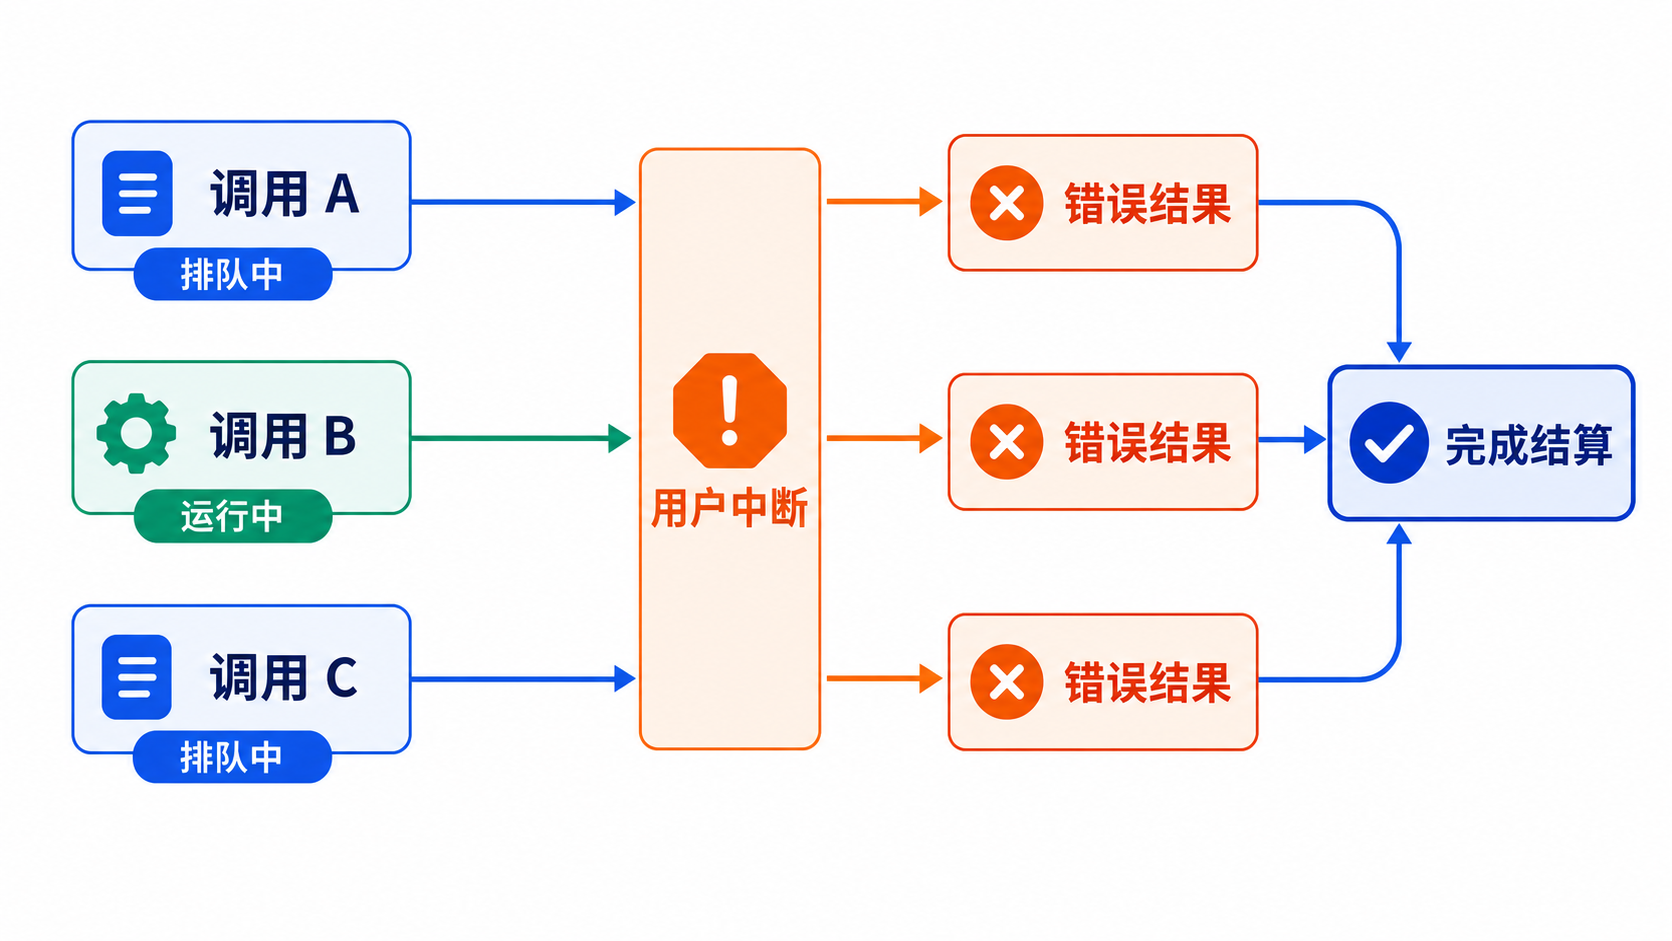 调用 A
排队中
调用 B
运行中
调用 C
排队中
用户中断
错误结果
错误结果
错误结果
完成结算